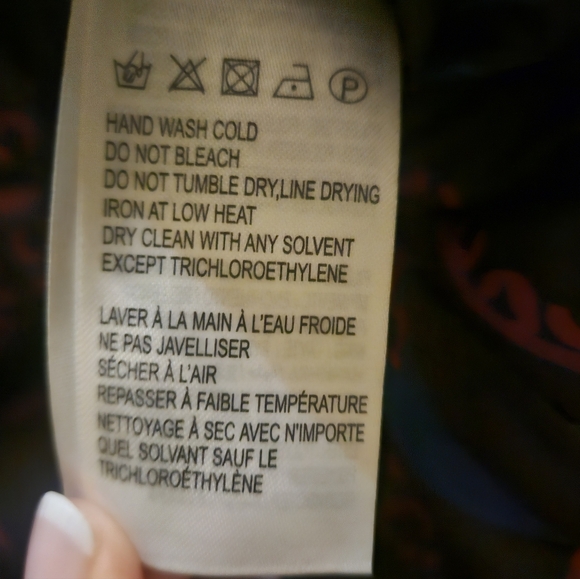 P
HAND WASH COLD
DO NOT BLEACH
DO NOT TUMBLE DRY,LINE DRYING
IRON AT LOW HEAT
DRY CLEAN WITH ANY SOLVENT
EXCEPT TRICHLOROETHYLENE
LAVER À LA MAIN À L'EAU FROIDE
NE PAS JAVELLISER
SÉCHER À L'AIR
REPASSER À FAIBLE TEMPÉRATURE
NETTOYAGE À SEC AVEC N'IMPORTE
QUEL SOLVANT SAUF LE
TRICHLOROÉTHYLÈNE